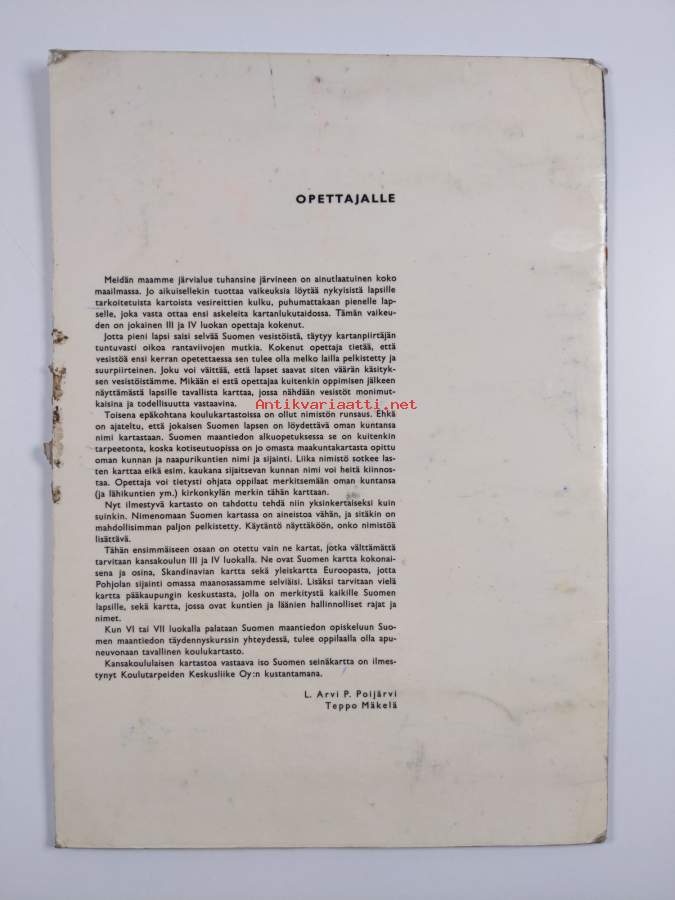 OPETTAJALLE
Meidän maamme järvialue tuhansine järvineen on ainutlaatuinen koko
maailmassa. Jo aikuisellekin tuottaa vaikeuksia löytää nykyisistä lapsille
tarkoitetuista kartoista vesireittien kulku, puhumattakaan pienelle lap-
selle, joka vasta ottaa ensi askeleita kartanlukutaidossa. Tämän vaikeu-
den on jokainen III ja IV luokan opettaja kokenut.
Jotta pieni lapsi saisi selvää Suomen vesistöistä, täytyy kartanpiirtäjän
tuntuvasti oikoa rantaviivojen mutkia. Kokenut opettaja tietää, että
vesistöä ensi kerran opetettaessa sen tulee olla melko lailla pelkistetty ja
suurpiirteinen. Joku voi väittää, että lapset saavat siten väärän käsityk-
sen vesistöistämme. Mikään ei estä opettajaa kuitenkin oppimisen jälkeen
näyttämästä lapsille tavallista karttaa, jossa nähdään vesistöt monimut-
kaisina ja todellisuutta vastaavina.
Antikvariaatti.net
Toisena epäkohtana koulukartastoissa on ollut nimistön runsaus. Ehkä
on ajateltu, että jokaisen Suomen lapsen on löydettävä oman kuntansa
nimi kartastaan. Suomen maantiedon alkuopetuksessa se on kuitenkin
tarpeetonta, koska kotiseutuopissa on jo omasta maakuntakartasta opittu
oman kunnan ja naapurikuntien nimi ja sijainti. Liika nimistö sotkee las-
ten karttaa eikä esim. kaukana sijaitsevan kunnan nimi voi heitä kiinnos-
taa. Opettaja voi tietysti ohjata oppilaat merkitsemään oman kuntansa
(ja lähikuntien ym.) kirkonkylän merkin tähän karttaan.
Nyt ilmestyvä kartasto on tahdottu tehdä niin yksinkertaiseksi kuin
suinkin. Nimenomaan Suomen kartassa on aineistoa vähän, ja sitäkin on
mahdollisimman paljon pelkistetty. Käytäntö näyttäköön, onko nimistöä
lisättävä.
Tähän ensimmäiseen osaan on otettu vain ne kartat, jotka välttämättä
tarvitaan kansakoulun III ja IV luokalla. Ne ovat Suomen kartta kokonai-
sena ja osina, Skandinavian kartta sekä yleiskartta Euroopasta, jotta
Pohjolan sijainti omassa maanosassamme selviäisi. Lisäksi tarvitaan vielä
kartta pääkaupungin keskustasta, jolla on merkitystä kaikille Suomen
lapsille, sekä kartta, jossa ovat kuntien ja läänien hallinnolliset rajat ja
nimet.
Kun VI tai VII luokalla palataan Suomen maantiedon opiskeluun Suo-
men maantiedon täydennyskurssin yhteydessä, tulee oppilaalla olla apu-
neuvonaan tavallinen koulukartasto.
Kansakoululaisen kartastoa vastaava iso Suomen seinäkartta on ilmes-
tynyt Koulutarpeiden Keskusliike Oy:n kustantamana.
L. Arvi P. Poijärvi
Teppo Mäkelä